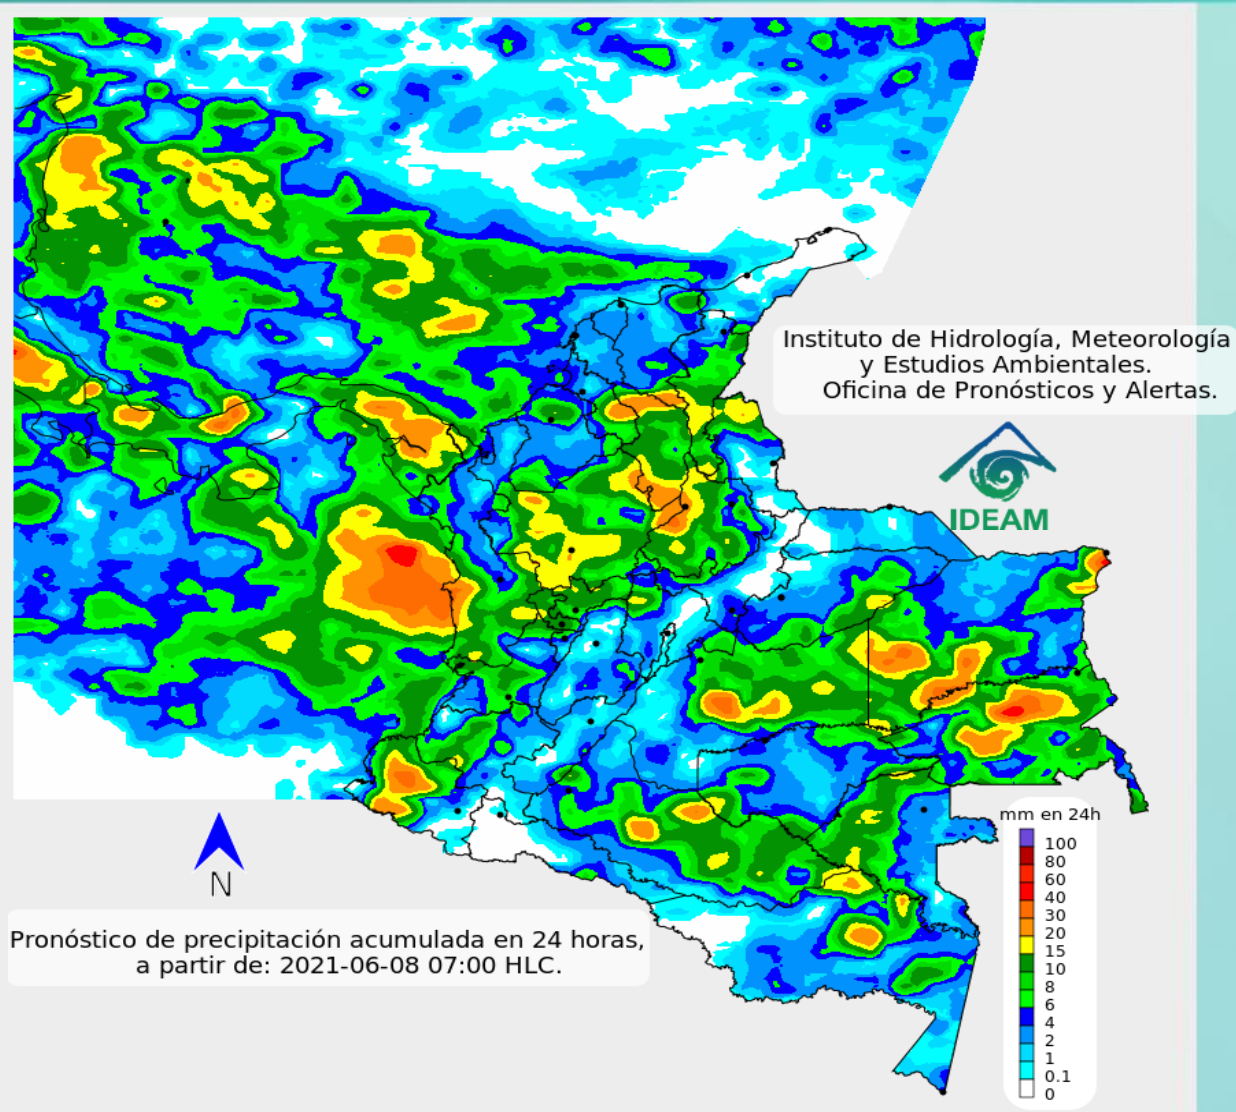 Instituto de Hidrología, Meteorología
y Estudios Ambientales.
Oficina de Pronósticos y Alertas.
IDEAM
N
Pronóstico de precipitación acumulada en 24 horas,
a partir de: 2021-06-08 07:00 HLC.
mm en 24h
100
80
60
40
30
20
15
10
8
6
4
2
1
0.1
0